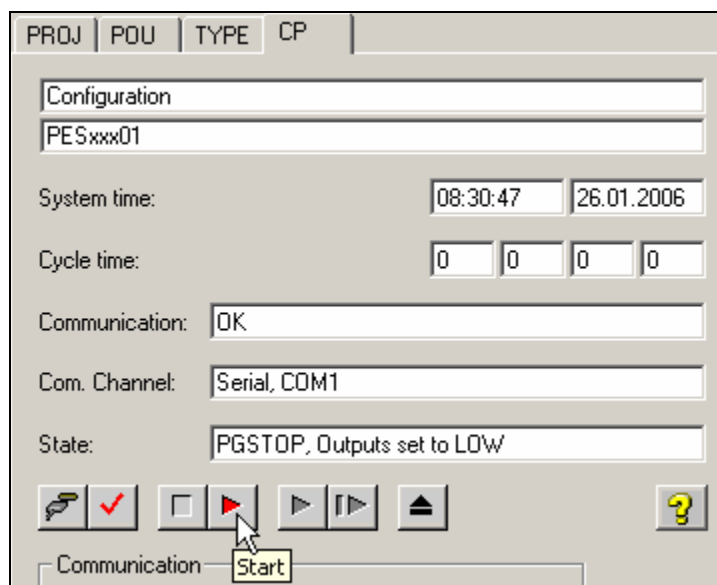 PROJ POU TYPE CP
Configuration
PESxxx01
System time: 08:30:47 26.01.2006
Cycle time: 0 0 0 0
Communication: OK
Com. Channel: Serial, COM1
State: PGSTOP, Outputs set to LOW
?
Start
Communication